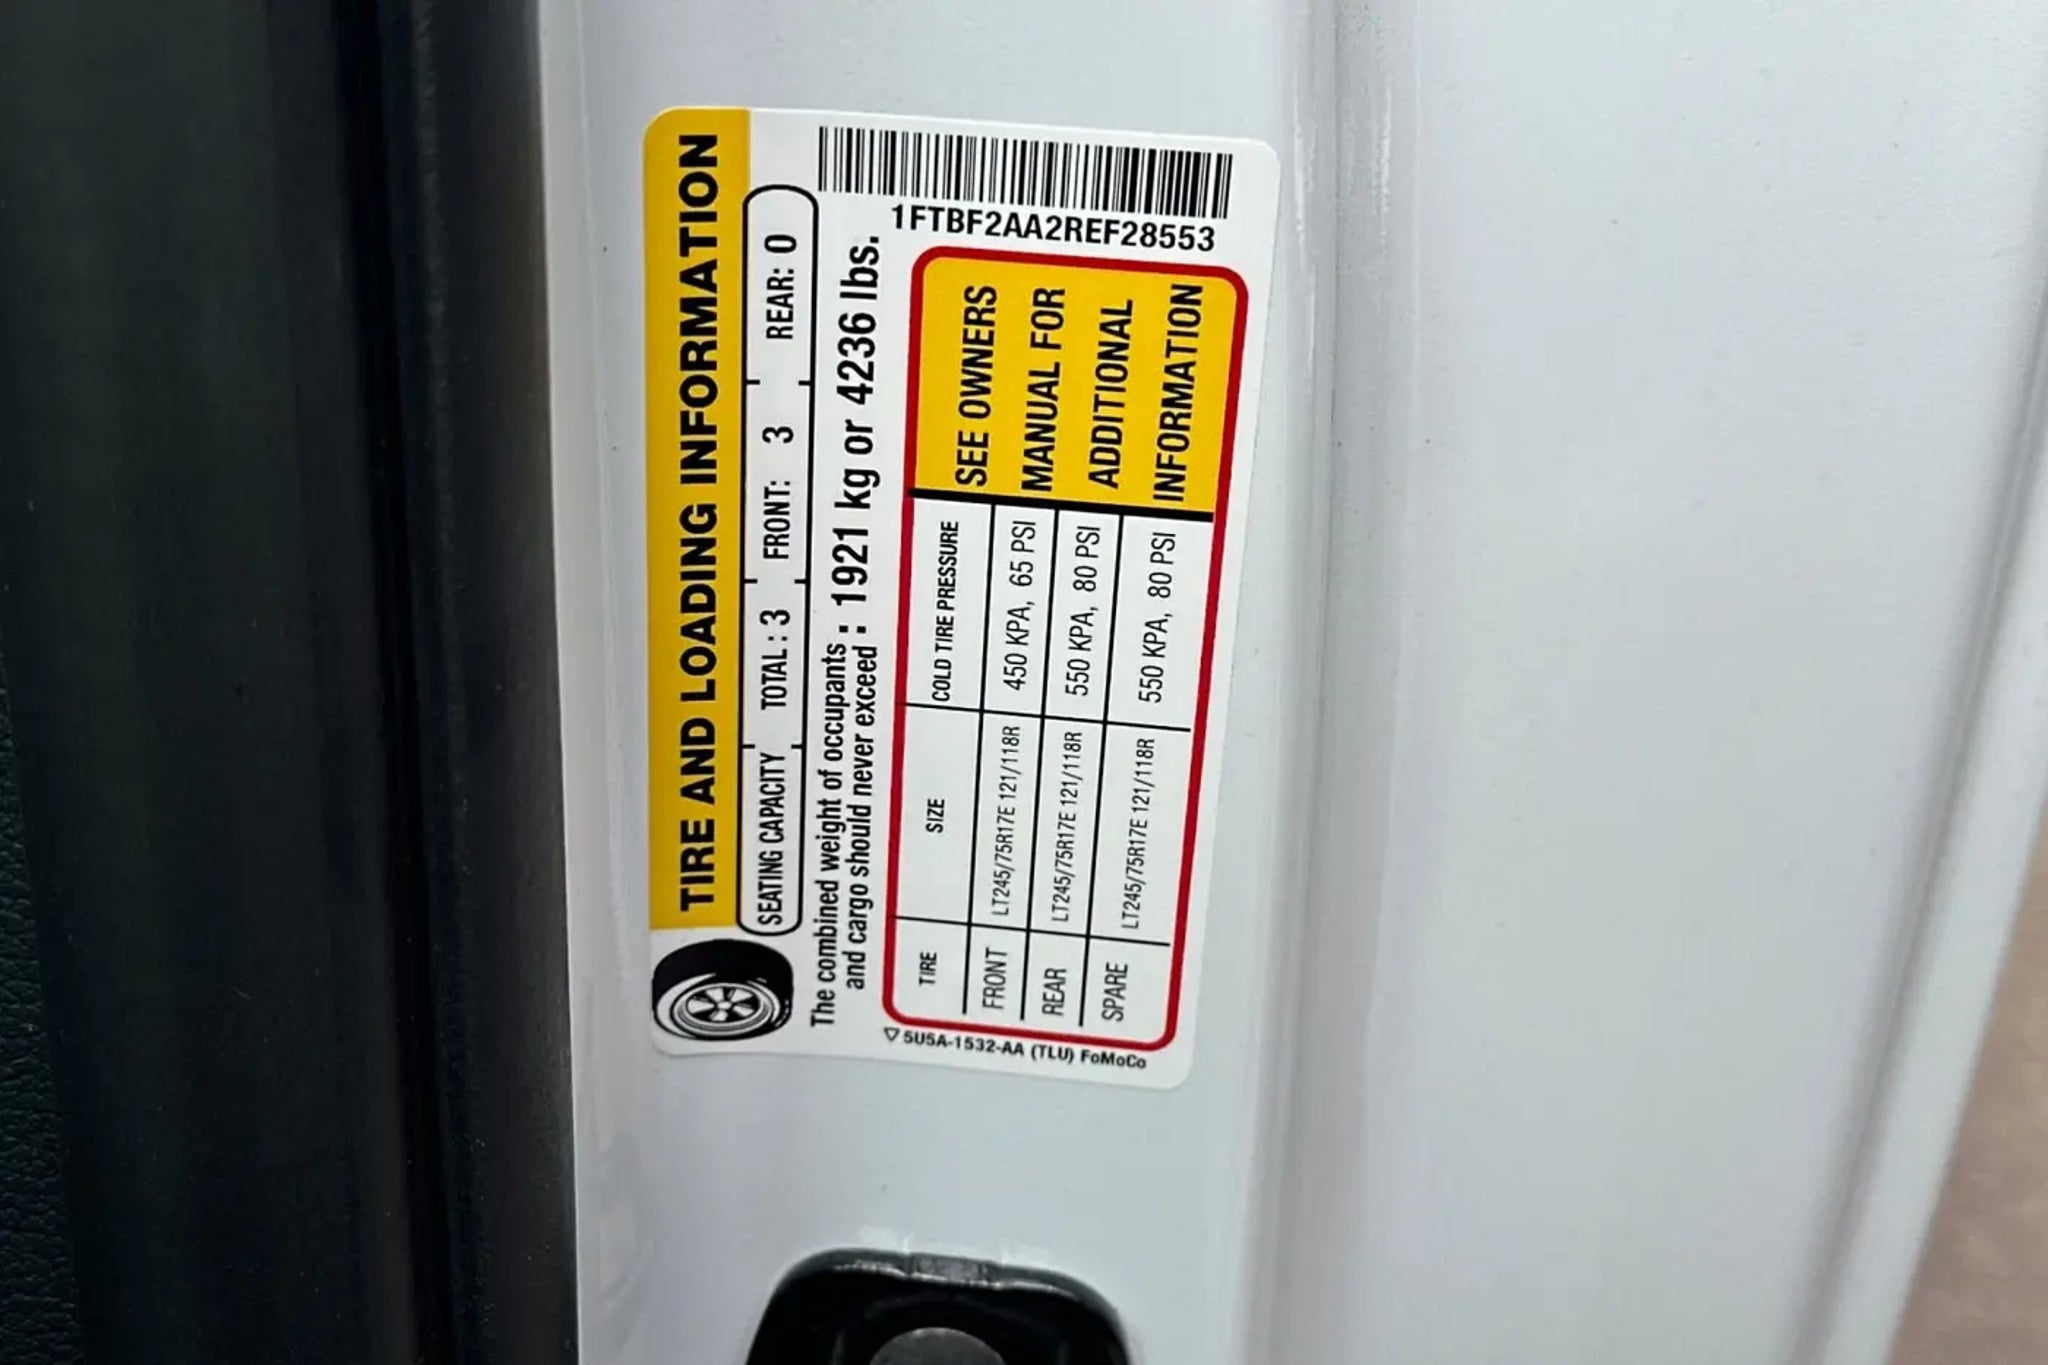 TIRE AND LOADING INFORMATION
SEATING CAPACITY TOTAL : 3 FRONT: 3 REAR: 0
The combined weight of occupants
and cargo should never exceed : 1921 kg or 4236 lbs.
1FTBF2AA2REF28553
TIRE SIZE COLD TIRE PRESSURE
FRONT LT245/75R17E 121/118R 450 KPA, 65 PSI
REAR LT245/75R17E 121/118R 550 KPA, 80 PSI
SPARE LT245/75R17E 121/118R 550 KPA, 80 PSI
SEE OWNERS
MANUAL FOR
ADDITIONAL
INFORMATION
5U5A-1532-AA (TLU) FoMoCo